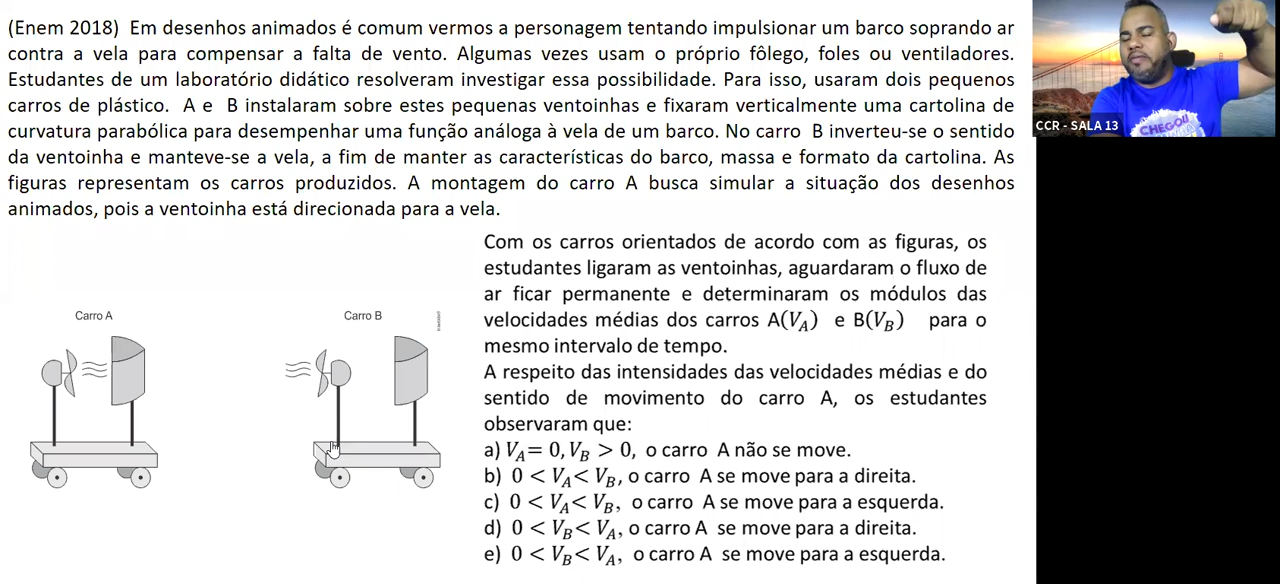 (Enem 2018) Em desenhos animados é comum vermos a personagem tentando impulsionar um barco soprando ar
contra a vela para compensar a falta de vento. Algumas vezes usam o próprio fôlego, foles ou ventiladores.
Estudantes de um laboratório didático resolveram investigar essa possibilidade. Para isso, usaram dois pequenos
carros de plástico. A e B instalaram sobre estes pequenas ventoinhas e fixaram verticalmente uma cartolina de
curvatura parabólica para desempenhar uma função análoga à vela de um barco. No carro B inverteu-se o sentido
da ventoinha e manteve-se a vela, a fim de manter as características do barco, massa e formato da cartolina. As
figuras representam os carros produzidos. A montagem do carro A busca simular a situação dos desenhos
animados, pois a ventoinha está direcionada para a vela.
CHEGOU
CCR - SALA 13
Carro A
Carro B
Com os carros orientados de acordo com as figuras, os
estudantes ligaram as ventoinhas, aguardaram o fluxo de
ar ficar permanente e determinaram os módulos das
velocidades médias dos carros A(V_A) e B(V_B) para o
mesmo intervalo de tempo.
A respeito das intensidades das velocidades médias e do
sentido de movimento do carro A, os estudantes
observaram que:
a) V_A = 0, V_B > 0, o carro A não se move.
b) 0 < V_A < V_B, o carro A se move para a direita.
c) 0 < V_A < V_B, o carro A se move para a esquerda.
d) 0 < V_B < V_A, o carro A se move para a direita.
e) 0 < V_B < V_A, o carro A se move para a esquerda.